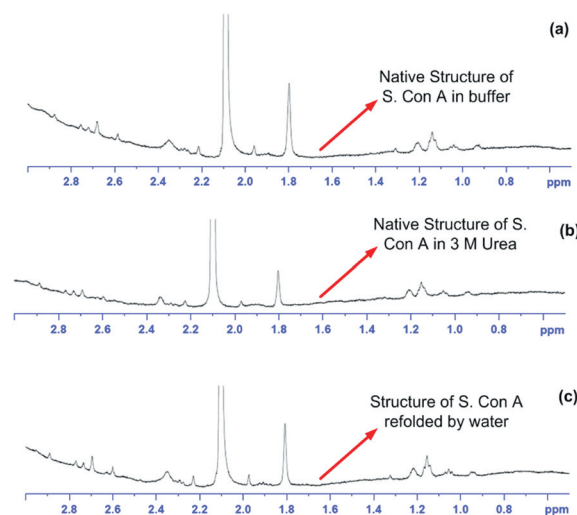 (a)
Native Structure of
S. Con A in buffer
2.8 2.6 2.4 2.2 2.0 1.8 1.6 1.4 1.2 1.0 0.8 ppm
(b)
Native Structure of S.
Con A in 3 M Urea
2.8 2.6 2.4 2.2 2.0 1.8 1.6 1.4 1.2 1.0 0.8 ppm
(c)
Structure of S. Con A
refolded by water
2.8 2.6 2.4 2.2 2.0 1.8 1.6 1.4 1.2 1.0 0.8 ppm